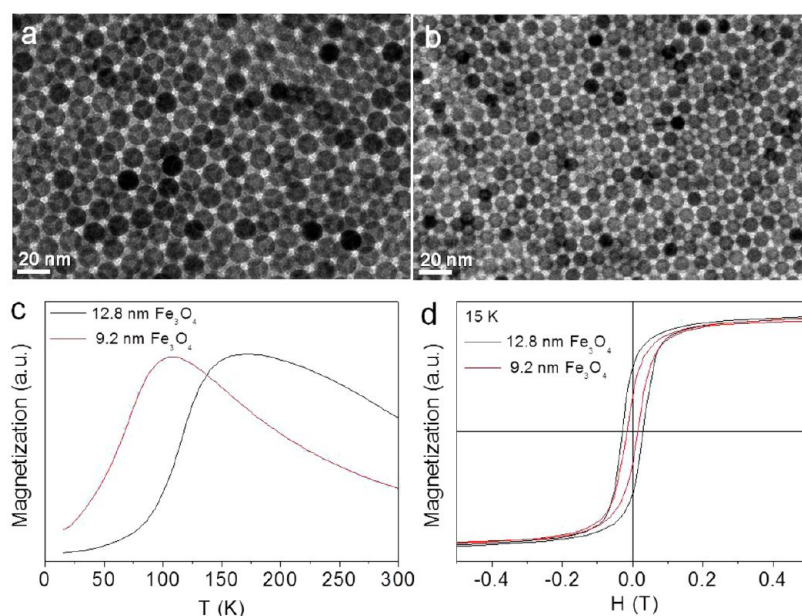 a
b
20 nm
20 nm
c
12.8 nm Fe₃O₄
9.2 nm Fe₃O₄
Magnetization (a.u.)
0 50 100 150 200 250 300
T (K)
d
15 K
12.8 nm Fe₃O₄
9.2 nm Fe₃O₄
Magnetization (a.u.)
-0.4 -0.2 0.0 0.2 0.4
H (T)